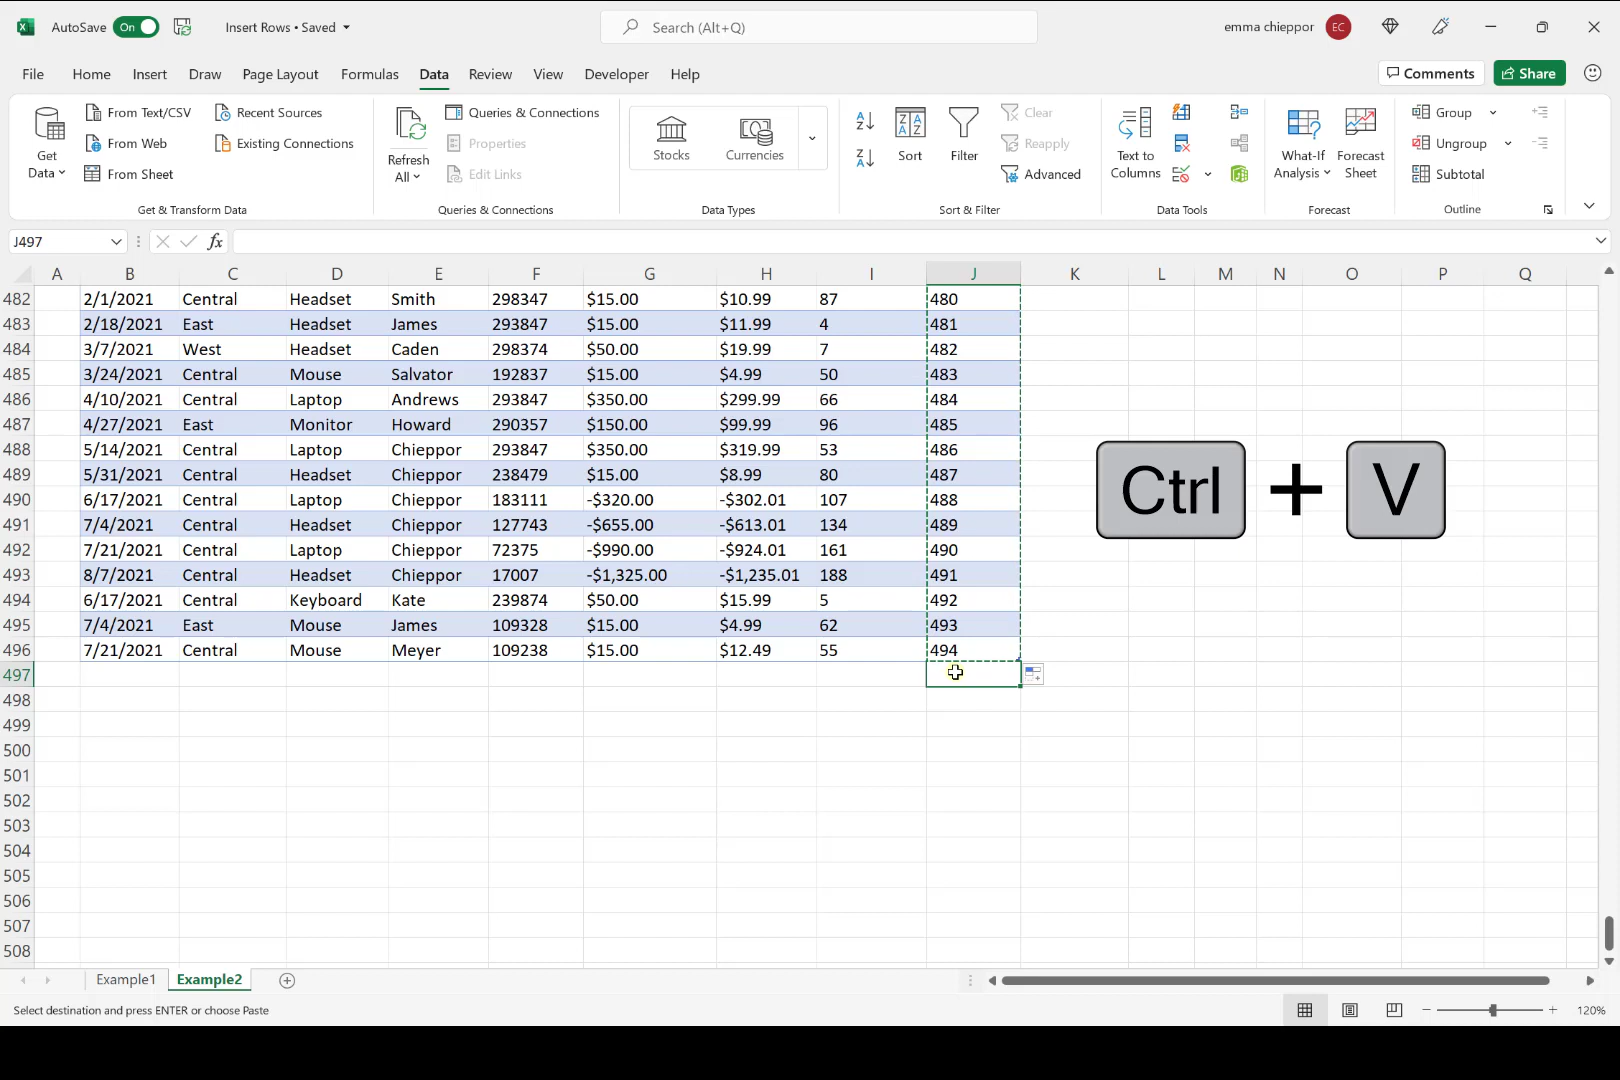 AutoSave On Insert Rows • Saved Search (Alt+Q) emma chieppor EC
File Home Insert Draw Page Layout Formulas Data Review View Developer Help Comments Share
Get Data From Text/CSV From Web From Sheet Recent Sources Existing Connections
Get & Transform Data
Refresh All Queries & Connections Properties Edit Links
Queries & Connections
Stocks Currencies
Data Types
Sort Filter Clear Reapply Advanced
Sort & Filter
Text to Columns
Data Tools
What-If Analysis Forecast Sheet
Forecast
Group Ungroup Subtotal
Outline
J497 fx
A B C D E F G H I J K L M N O P Q
482 2/1/2021 Central Headset Smith 298347 $15.00 $10.99 87 480
483 2/18/2021 East Headset James 293847 $15.00 $11.99 4 481
484 3/7/2021 West Headset Caden 298374 $50.00 $19.99 7 482
485 3/24/2021 Central Mouse Salvator 192837 $15.00 $4.99 50 483
486 4/10/2021 Central Laptop Andrews 293847 $350.00 $299.99 66 484
487 4/27/2021 East Monitor Howard 290357 $150.00 $99.99 96 485
488 5/14/2021 Central Laptop Chieppor 293847 $350.00 $319.99 53 486
489 5/31/2021 Central Headset Chieppor 238479 $15.00 $8.99 80 487
490 6/17/2021 Central Laptop Chieppor 183111 -$320.00 -$302.01 107 488
491 7/4/2021 Central Headset Chieppor 127743 -$655.00 -$613.01 134 489
492 7/21/2021 Central Laptop Chieppor 72375 -$990.00 -$924.01 161 490
493 8/7/2021 Central Headset Chieppor 17007 -$1,325.00 -$1,235.01 188 491
494 6/17/2021 Central Keyboard Kate 239874 $50.00 $15.99 5 492
495 7/4/2021 East Mouse James 109328 $15.00 $4.99 62 493
496 7/21/2021 Central Mouse Meyer 109238 $15.00 $12.49 55 494
497
498
499
500
501
502
503
504
505
506
507
508
Ctrl + V
Example1 Example2
Select destination and press ENTER or choose Paste 120%